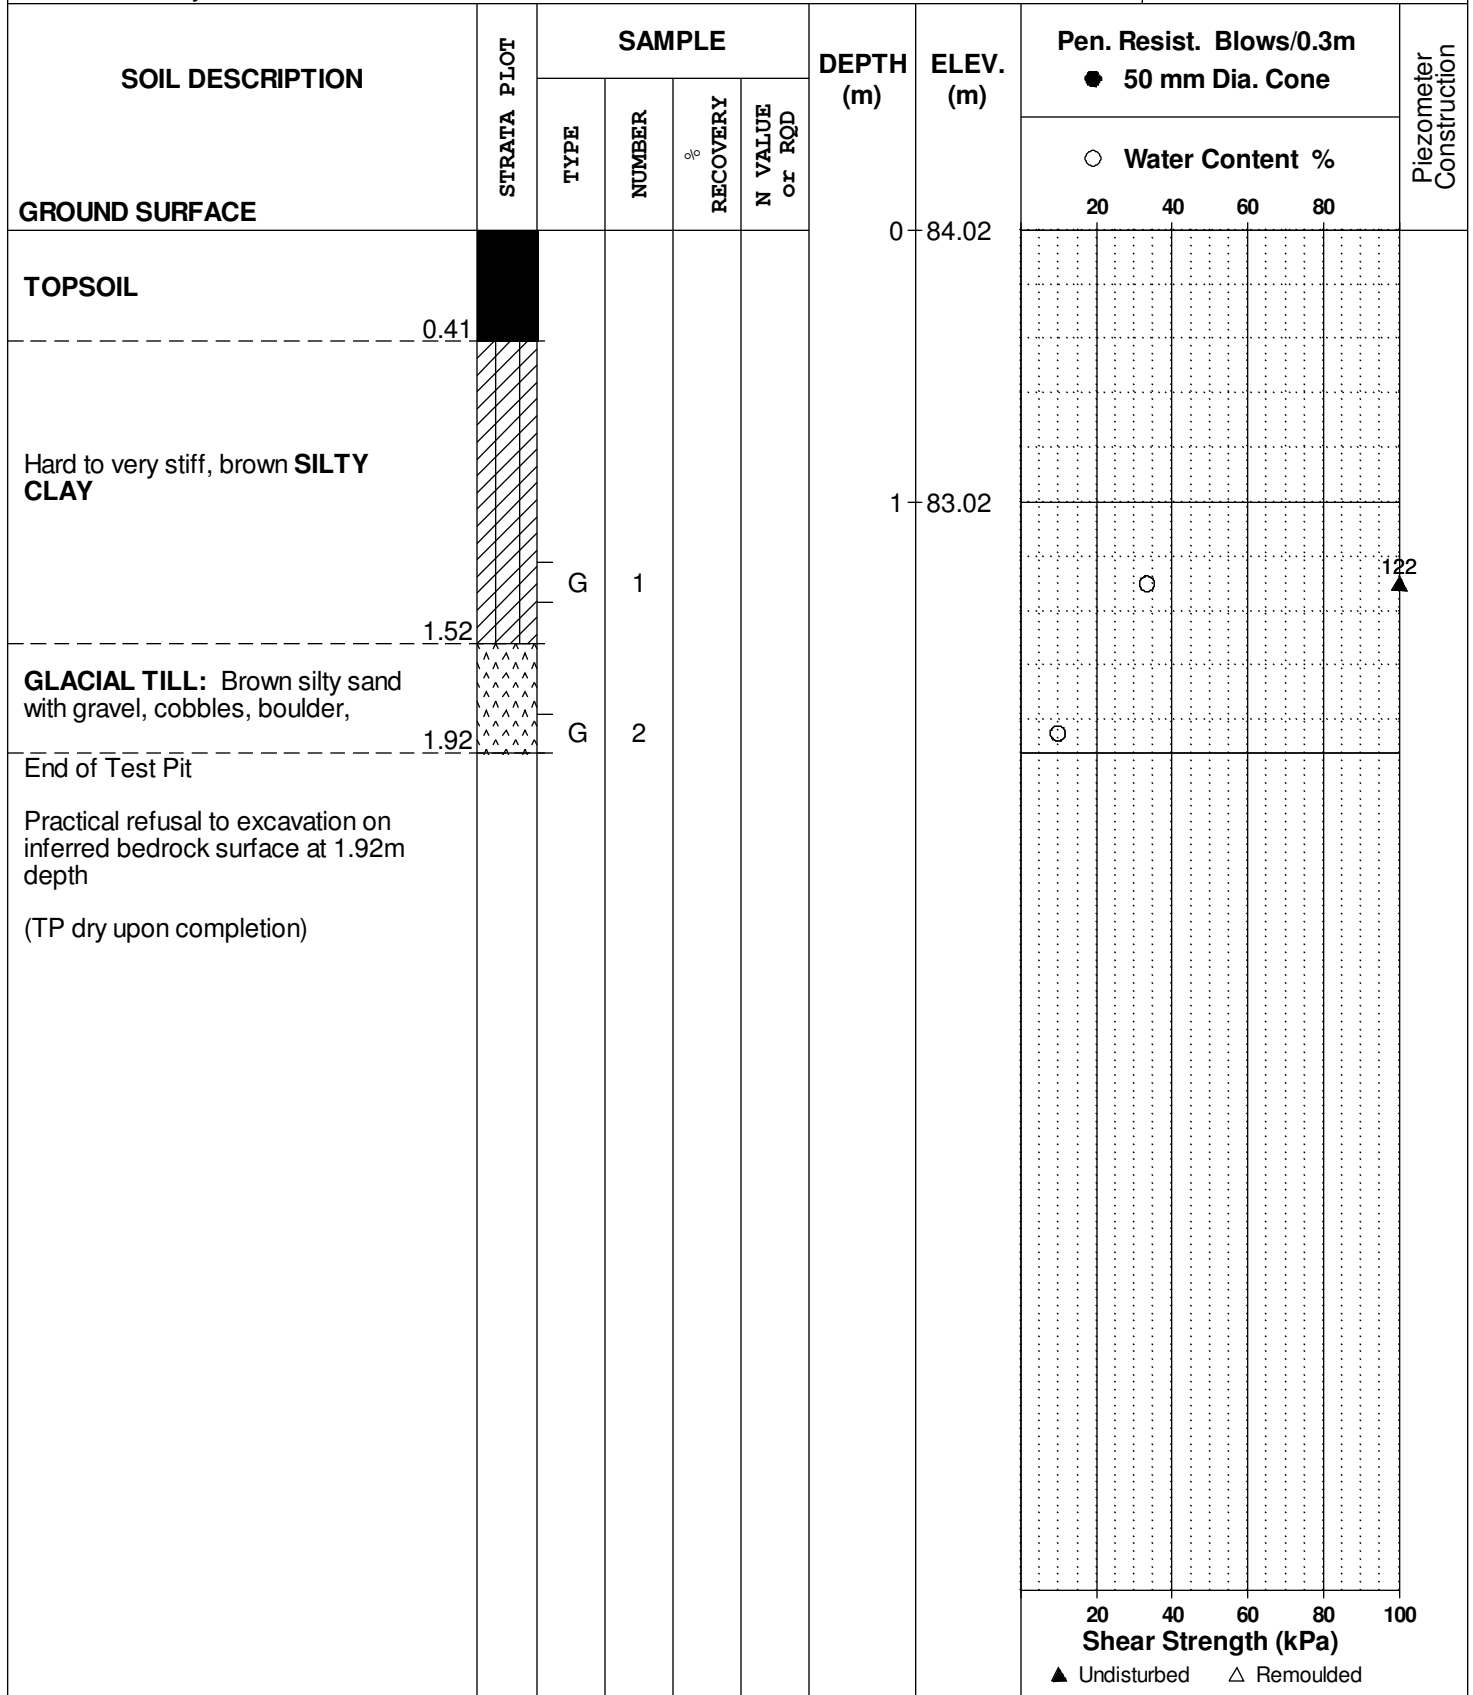 SOIL DESCRIPTION
GROUND SURFACE
STRATA PLOT
SAMPLE
TYPE
NUMBER
%
RECOVERY
N VALUE
or RQD
DEPTH
(m)
ELEV.
(m)
Pen. Resist. Blows/0.3m
● 50 mm Dia. Cone
○ Water Content %
20 40 60 80
Piezometer
Construction
0 84.02
TOPSOIL
0.41
Hard to very stiff, brown SILTY
CLAY
1 83.02
122
G 1
1.52
GLACIAL TILL: Brown silty sand
with gravel, cobbles, boulder,
G 2
1.92
End of Test Pit
Practical refusal to excavation on
inferred bedrock surface at 1.92m
depth
(TP dry upon completion)
20 40 60 80 100
Shear Strength (kPa)
▲ Undisturbed △ Remoulded